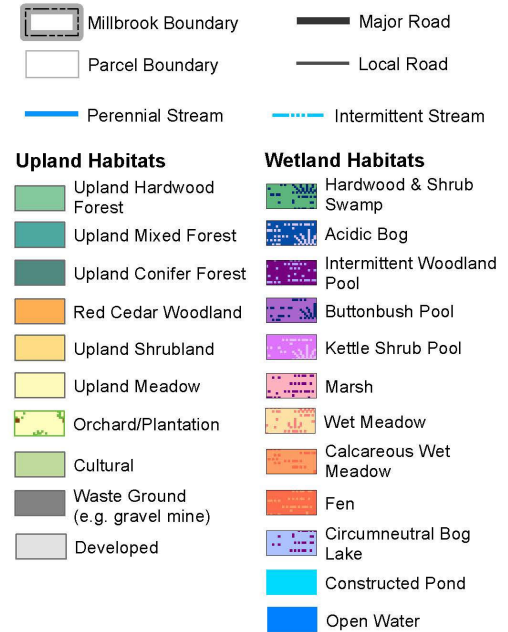 Millbrook Boundary
Major Road
Parcel Boundary
Local Road
Perennial Stream
Intermittent Stream
Upland Habitats
Upland Hardwood
Forest
Upland Mixed Forest
Upland Conifer Forest
Red Cedar Woodland
Upland Shrubland
Upland Meadow
Orchard/Plantation
Cultural
Waste Ground
(e.g. gravel mine)
Developed
Wetland Habitats
Hardwood & Shrub
Swamp
Acidic Bog
Intermittent Woodland
Pool
Buttonbush Pool
Kettle Shrub Pool
Marsh
Wet Meadow
Calcareous Wet
Meadow
Fen
Circumneutral Bog
Lake
Constructed Pond
Open Water